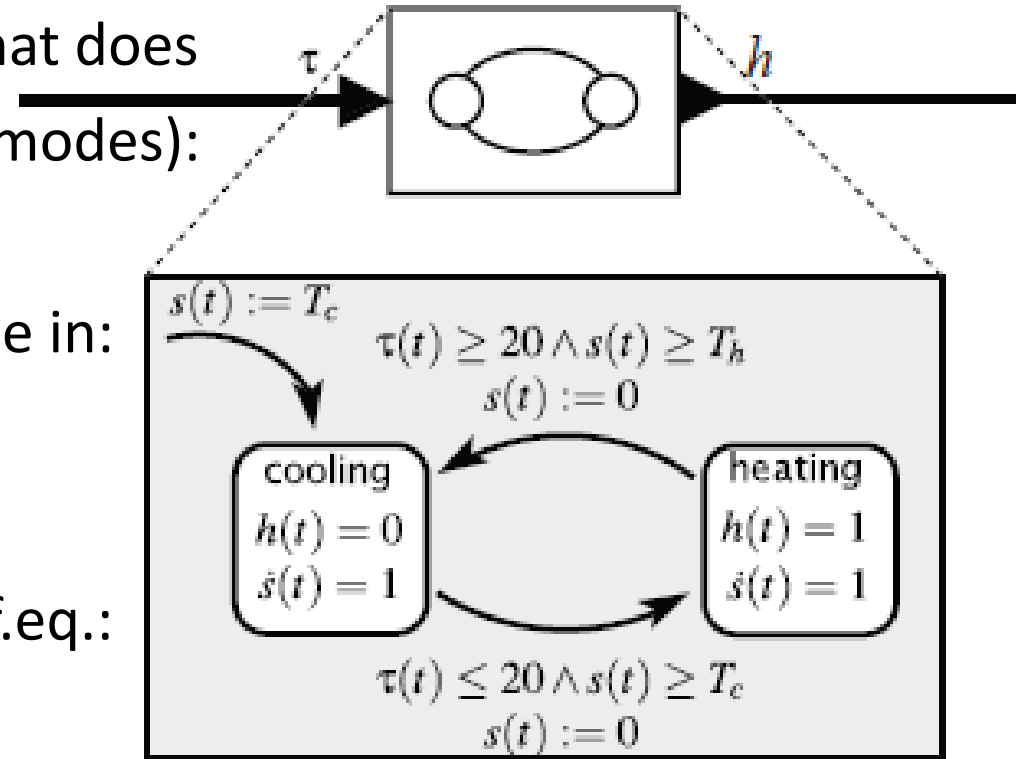 hat does
τ
h
modes):
s(t) := T_c
e in:
τ(t) ≥ 20 ∧ s(t) ≥ T_h
s(t) := 0
cooling
h(t) = 0
ṡ(t) = 1
heating
h(t) = 1
ṡ(t) = 1
f.eq.:
τ(t) ≤ 20 ∧ s(t) ≥ T_c
s(t) := 0